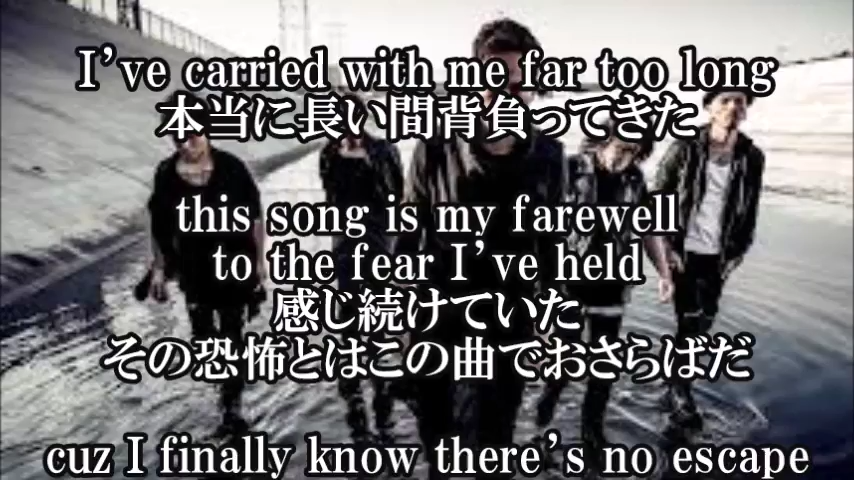 I’ve carried with me far too long
本当に長い間背負ってきた
this song is my farewell
to the fear I’ve held
感じ続けていた
その恐怖とはこの曲でおさらばだ
cuz I finally know there’s no escape